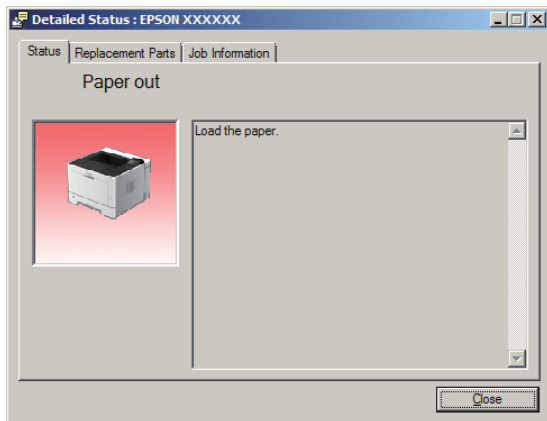 Detailed Status : EPSON XXXXXX
Status Replacement Parts Job Information
Paper out
Load the paper.
Close